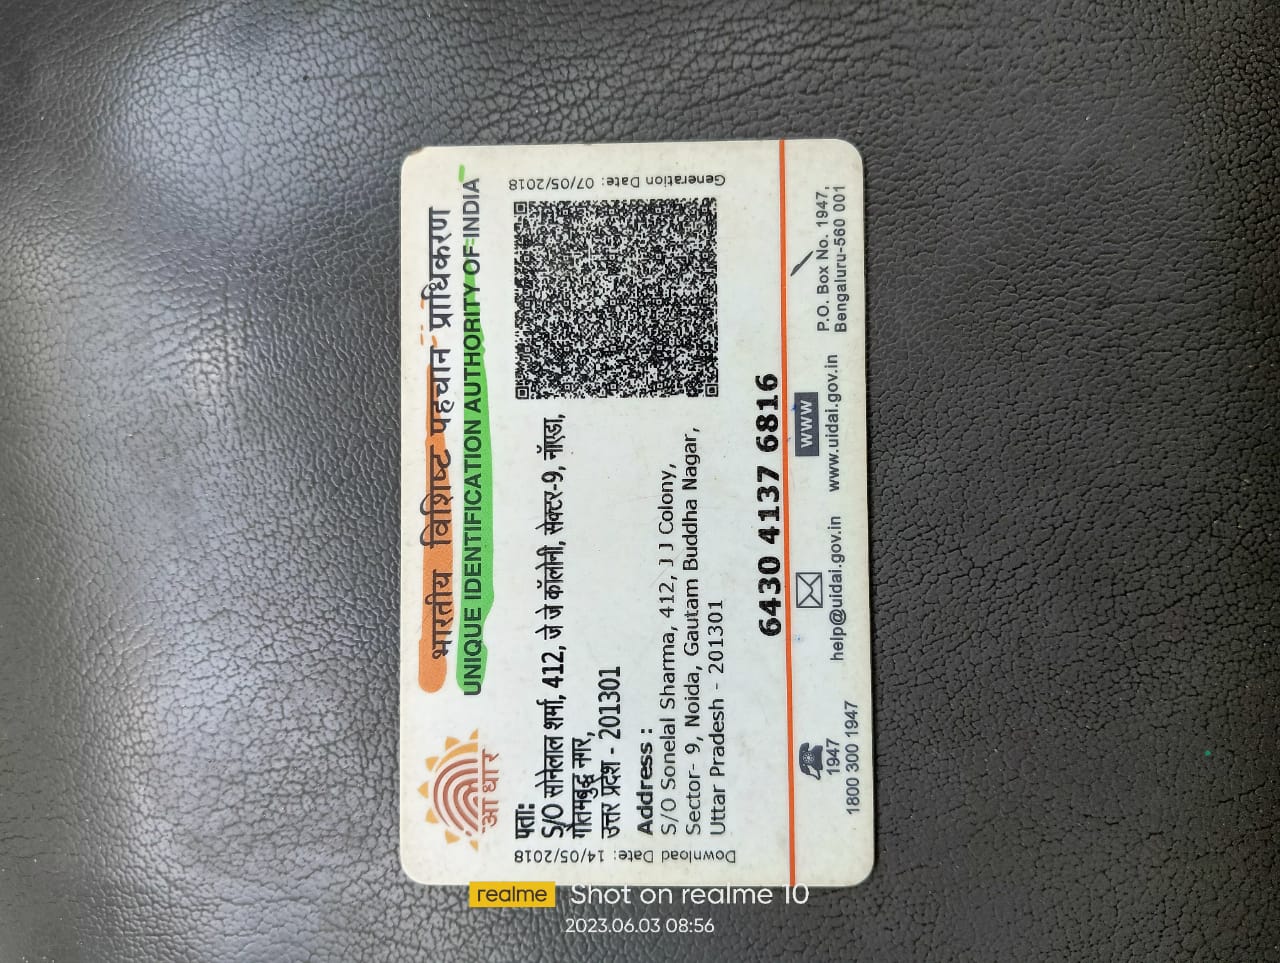 भारतीय विशिष्ट पहचान प्राधिकरण
UNIQUE IDENTIFICATION AUTHORITY OF INDIA
आधार
पता:
S/O सोनेलाल शर्मा, 412, जे जे कॉलोनी, सेक्टर-9, नॉएडा,
गौतमबुद्ध नगर,
उत्तर प्रदेश - 201301
Address :
S/O Sonelal Sharma, 412, J J Colony,
Sector- 9, Noida, Gautam Buddha Nagar,
Uttar Pradesh - 201301
Download Date: 14/05/2018
Generation Date: 07/05/2018
6430 4137 6816
1947
1800 300 1947
help@uidai.gov.in
WWW
www.uidai.gov.in
P.O. Box No. 1947,
Bengaluru-560 001
realme Shot on realme 10
2023.06.03 08:56